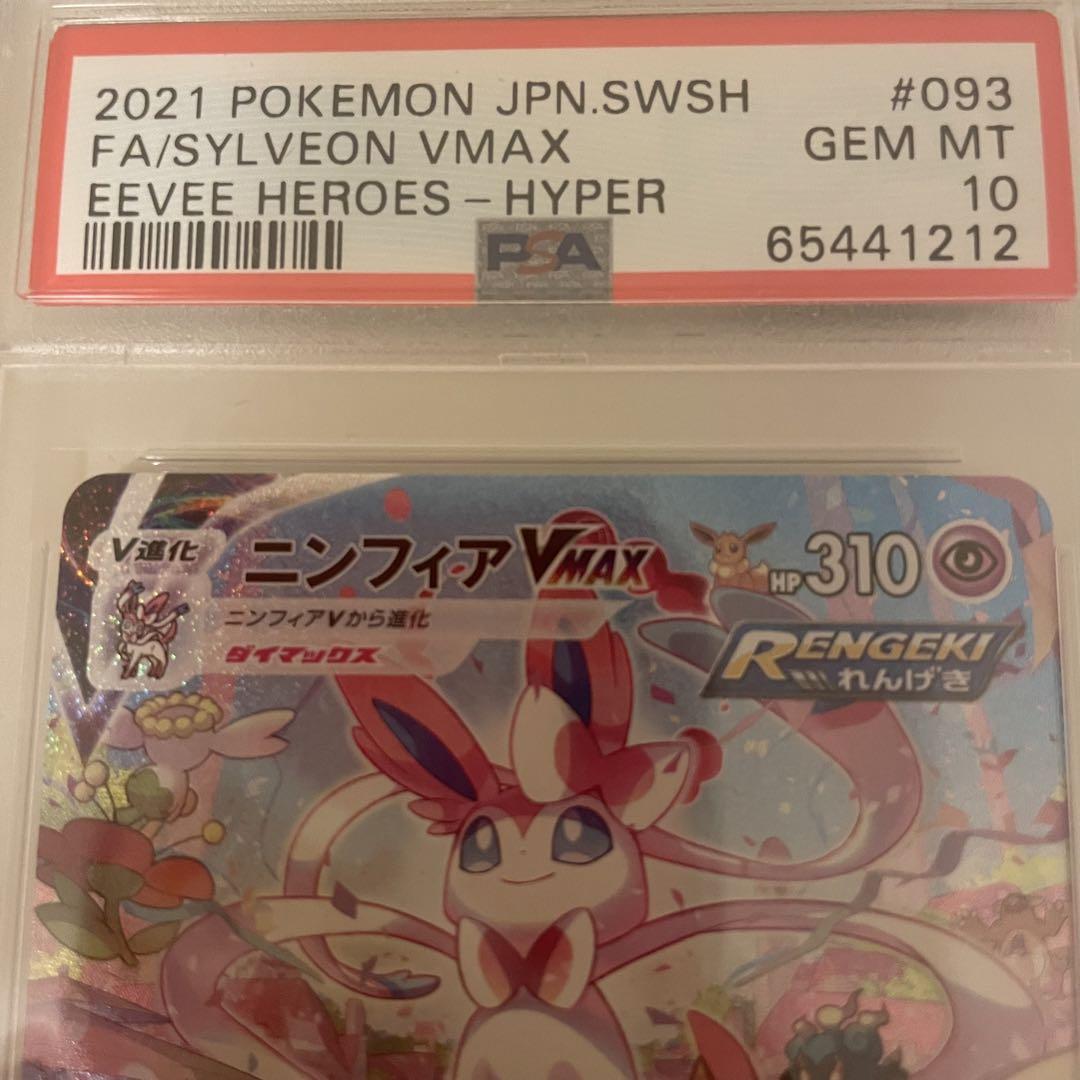 2021 POKEMON JPN.SWSH #093
FA/SYLVEON VMAX GEM MT
EEVEE HEROES – HYPER 10
PSA 65441212
V進化 ニンフィアVMAX HP310
ニンフィアVから進化
ダイマックス
RENGEKI
れんげき